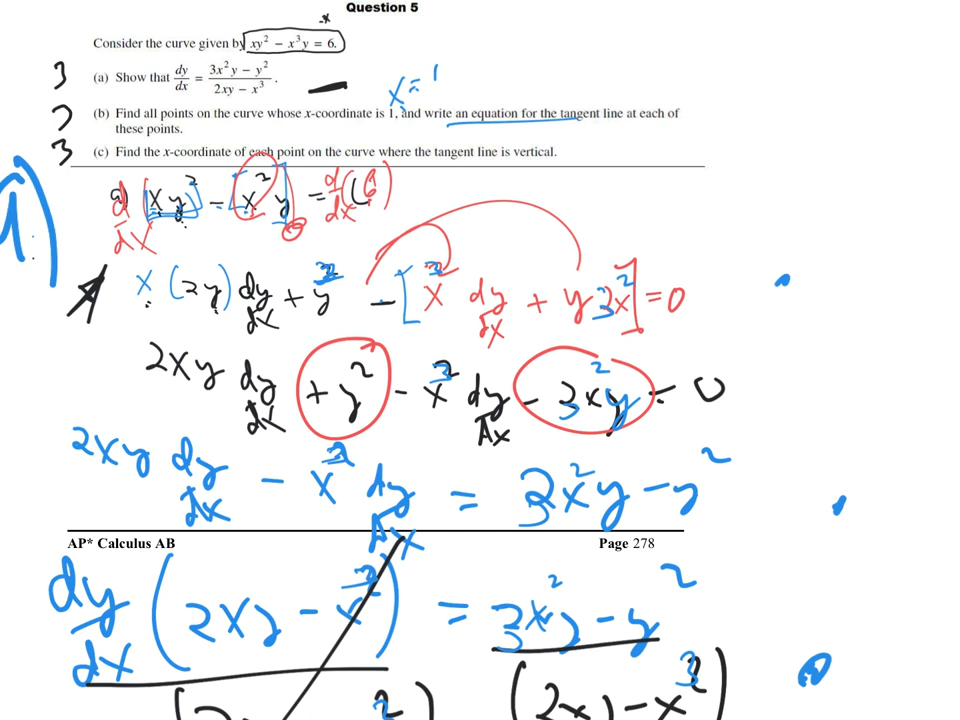 Question 5
-x
Consider the curve given by xy² − x³y = 6.
3 (a) Show that dy/dx = (3x²y − y²)/(2xy − x³).
x = 1
(b) Find all points on the curve whose x-coordinate is 1, and write an equation for the tangent line at each of
these points.
3 (c) Find the x-coordinate of each point on the curve where the tangent line is vertical.
a) d/dx [xy²] − [x²y] = d/dx (6)
x (2y) dy/dx + y² − [x³ dy/dx + y 3x²] = 0
2xy dy/dx + y² − x³ dy/dx − 3x²y = 0
2xy dy/dx − x³ dy/dx = 3x²y − y²
AP* Calculus AB Page 278
dy/dx (2xy − x³) = 3x²y − y²
(2xy − x³)